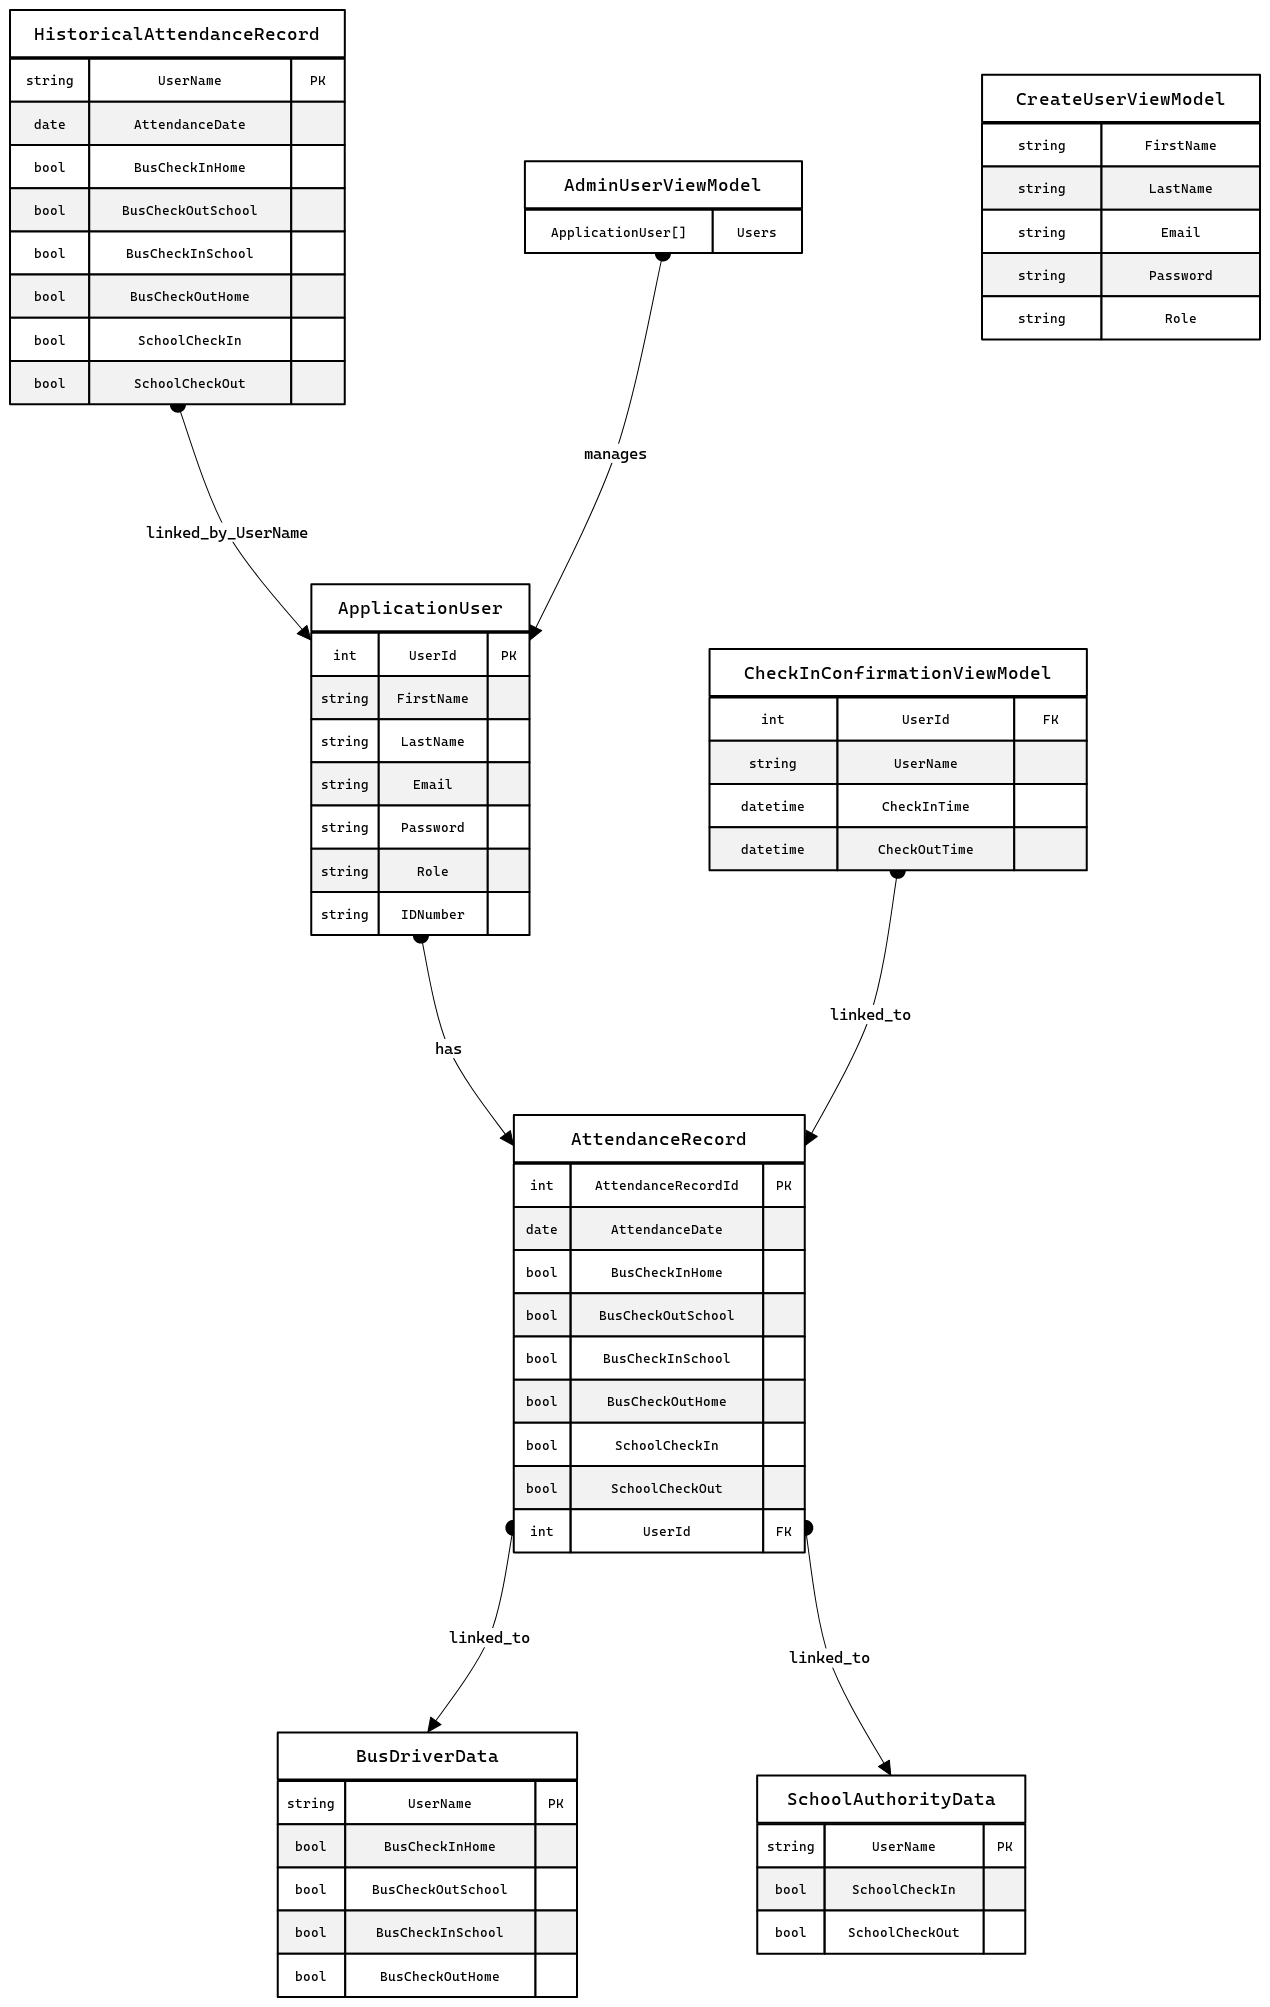 HistoricalAttendanceRecord
string UserName PK
date AttendanceDate
bool BusCheckInHome
bool BusCheckOutSchool
bool BusCheckInSchool
bool BusCheckOutHome
bool SchoolCheckIn
bool SchoolCheckOut
AdminUserViewModel
ApplicationUser[] Users
CreateUserViewModel
string FirstName
string LastName
string Email
string Password
string Role
manages
linked_by_UserName
ApplicationUser
int UserId PK
string FirstName
string LastName
string Email
string Password
string Role
string IDNumber
CheckInConfirmationViewModel
int UserId FK
string UserName
datetime CheckInTime
datetime CheckOutTime
linked_to
has
AttendanceRecord
int AttendanceRecordId PK
date AttendanceDate
bool BusCheckInHome
bool BusCheckOutSchool
bool BusCheckInSchool
bool BusCheckOutHome
bool SchoolCheckIn
bool SchoolCheckOut
int UserId FK
linked_to
linked_to
BusDriverData
string UserName PK
bool BusCheckInHome
bool BusCheckOutSchool
bool BusCheckInSchool
bool BusCheckOutHome
SchoolAuthorityData
string UserName PK
bool SchoolCheckIn
bool SchoolCheckOut